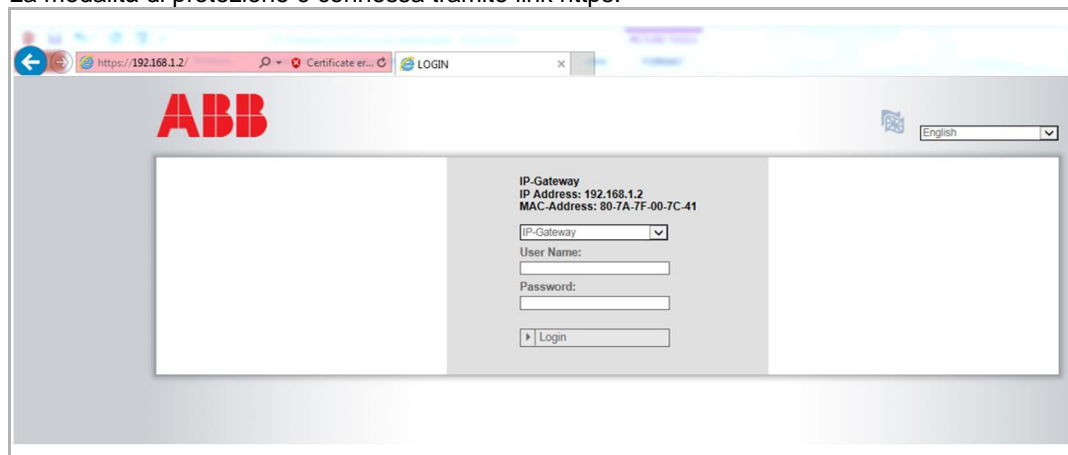 La modalità di protezione è connessa tramite link https.
https://192.168.1.2/
Certificate er...
LOGIN
ABB
English
IP-Gateway
IP Address: 192.168.1.2
MAC-Address: 80-7A-7F-00-7C-41
IP-Gateway
User Name:
Password:
Login